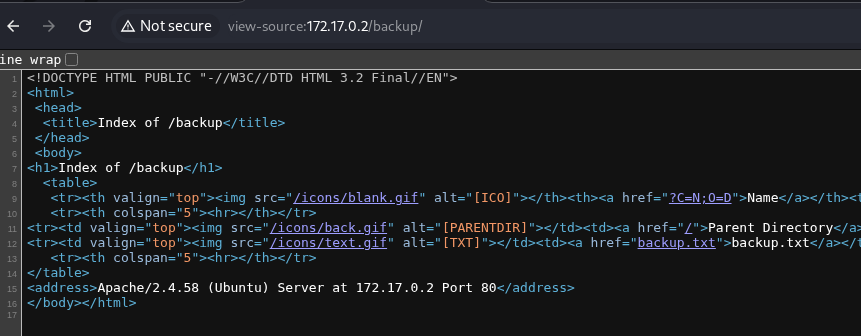 Not secure view-source:172.17.0.2/backup/
ine wrap
1 <!DOCTYPE HTML PUBLIC "-//W3C//DTD HTML 3.2 Final//EN">
2 <html>
3  <head>
4   <title>Index of /backup</title>
5  </head>
6  <body>
7 <h1>Index of /backup</h1>
8   <table>
9    <tr><th valign="top"><img src="/icons/blank.gif" alt="[ICO]"></th><th><a href="?C=N;O=D">Name</a></th><t
10    <tr><th colspan="5"><hr></th></tr>
11 <tr><td valign="top"><img src="/icons/back.gif" alt="[PARENTDIR]"></td><td><a href="/">Parent Directory</a>
12 <tr><td valign="top"><img src="/icons/text.gif" alt="[TXT]"></td><td><a href="backup.txt">backup.txt</a></t
13    <tr><th colspan="5"><hr></th></tr>
14 </table>
15 <address>Apache/2.4.58 (Ubuntu) Server at 172.17.0.2 Port 80</address>
16 </body></html>
17